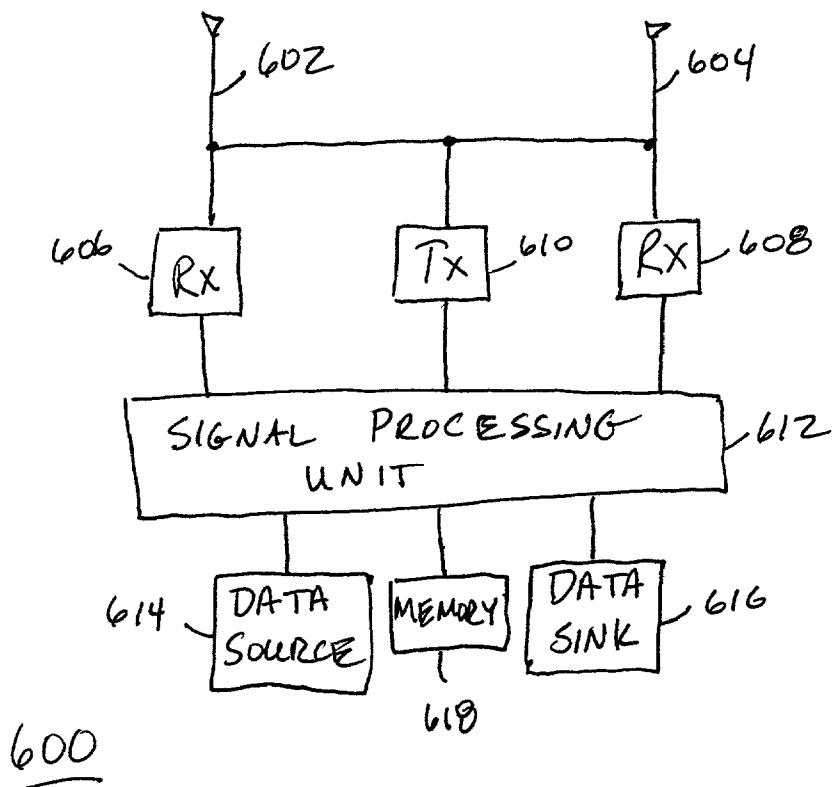 602
604
606
Rx
Tx
610
Rx
608
SIGNAL PROCESSING
UNIT
612
614
DATA
SOURCE
MEMORY
DATA
SINK
616
618
600